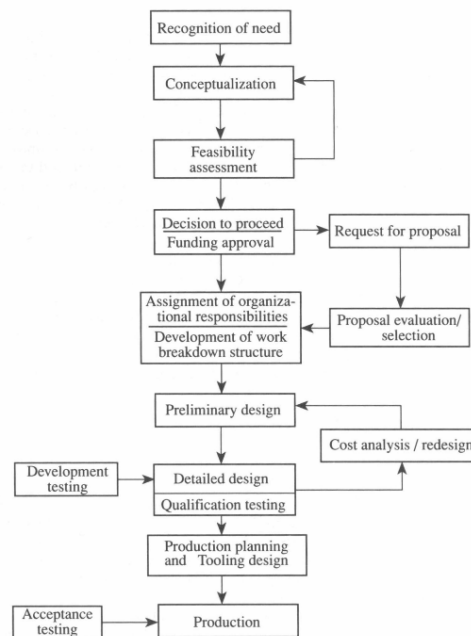 Recognition of need
Conceptualization
Feasibility
assessment
Decision to proceed
Funding approval
Request for proposal
Assignment of organiza-
tional responsibilities
Development of work
breakdown structure
Proposal evaluation/
selection
Preliminary design
Cost analysis / redesign
Development
testing
Detailed design
Qualification testing
Production planning
and Tooling design
Acceptance
testing
Production